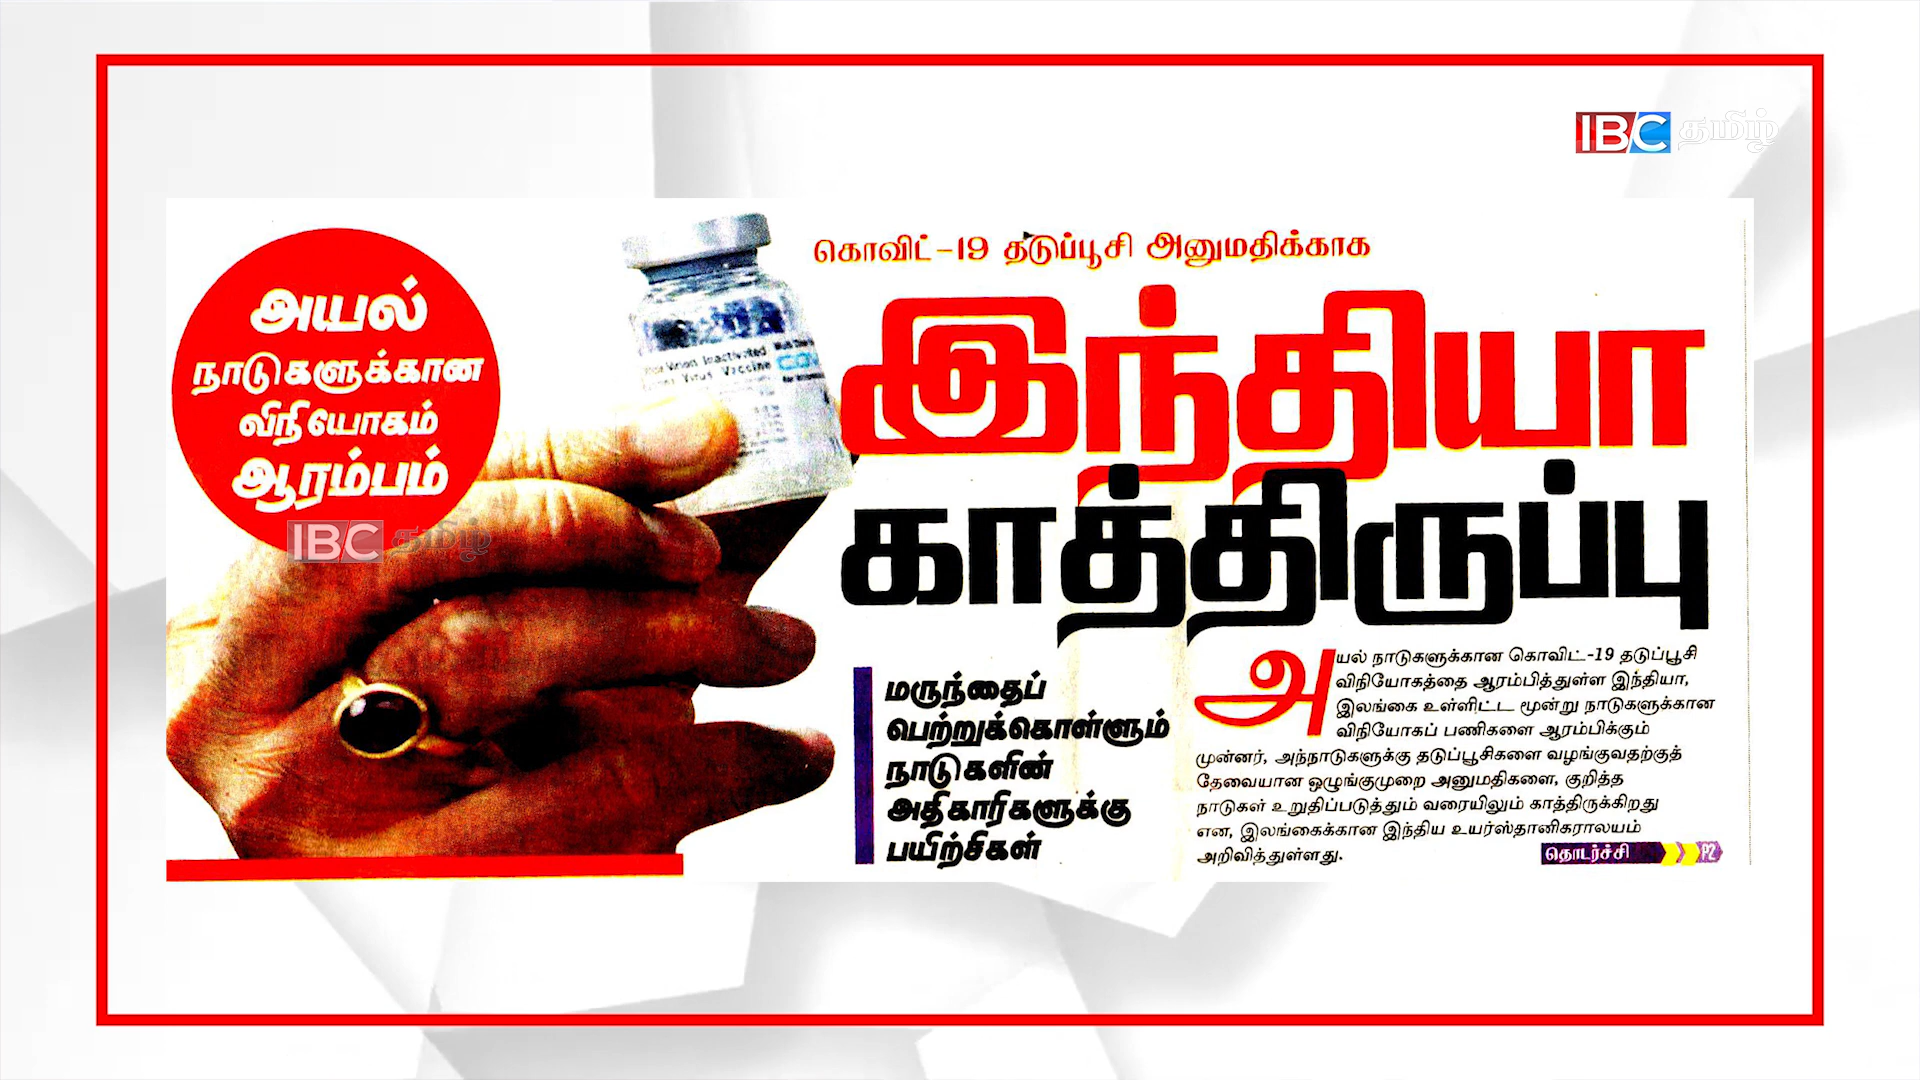 IBC தமிழ்
அயல்
நாடுகளுக்கான
விநியோகம்
ஆரம்பம்
IBC தமிழ்
Inactivated
Virus Vaccine
கொவிட்-19 தடுப்பூசி அனுமதிக்காக
இந்தியா
காத்திருப்பு
மருந்தைப்
பெற்றுக்கொள்ளும்
நாடுகளின்
அதிகாரிகளுக்கு
பயிற்சிகள்
அயல் நாடுகளுக்கான கொவிட்-19 தடுப்பூசி
விநியோகத்தை ஆரம்பித்துள்ள இந்தியா,
இலங்கை உள்ளிட்ட மூன்று நாடுகளுக்கான
விநியோகப் பணிகளை ஆரம்பிக்கும்
முன்னர், அந்நாடுகளுக்கு தடுப்பூசிகளை வழங்குவதற்குத்
தேவையான ஒழுங்குமுறை அனுமதிகளை, குறித்த
நாடுகள் உறுதிப்படுத்தும் வரையிலும் காத்திருக்கிறது
என, இலங்கைக்கான இந்திய உயர்ஸ்தானிகராலயம்
அறிவித்துள்ளது.
தொடர்ச்சி P2